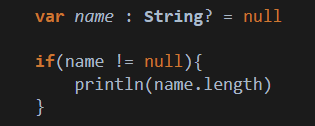 var name : String? = null
if(name != null){
println(name.length)
}